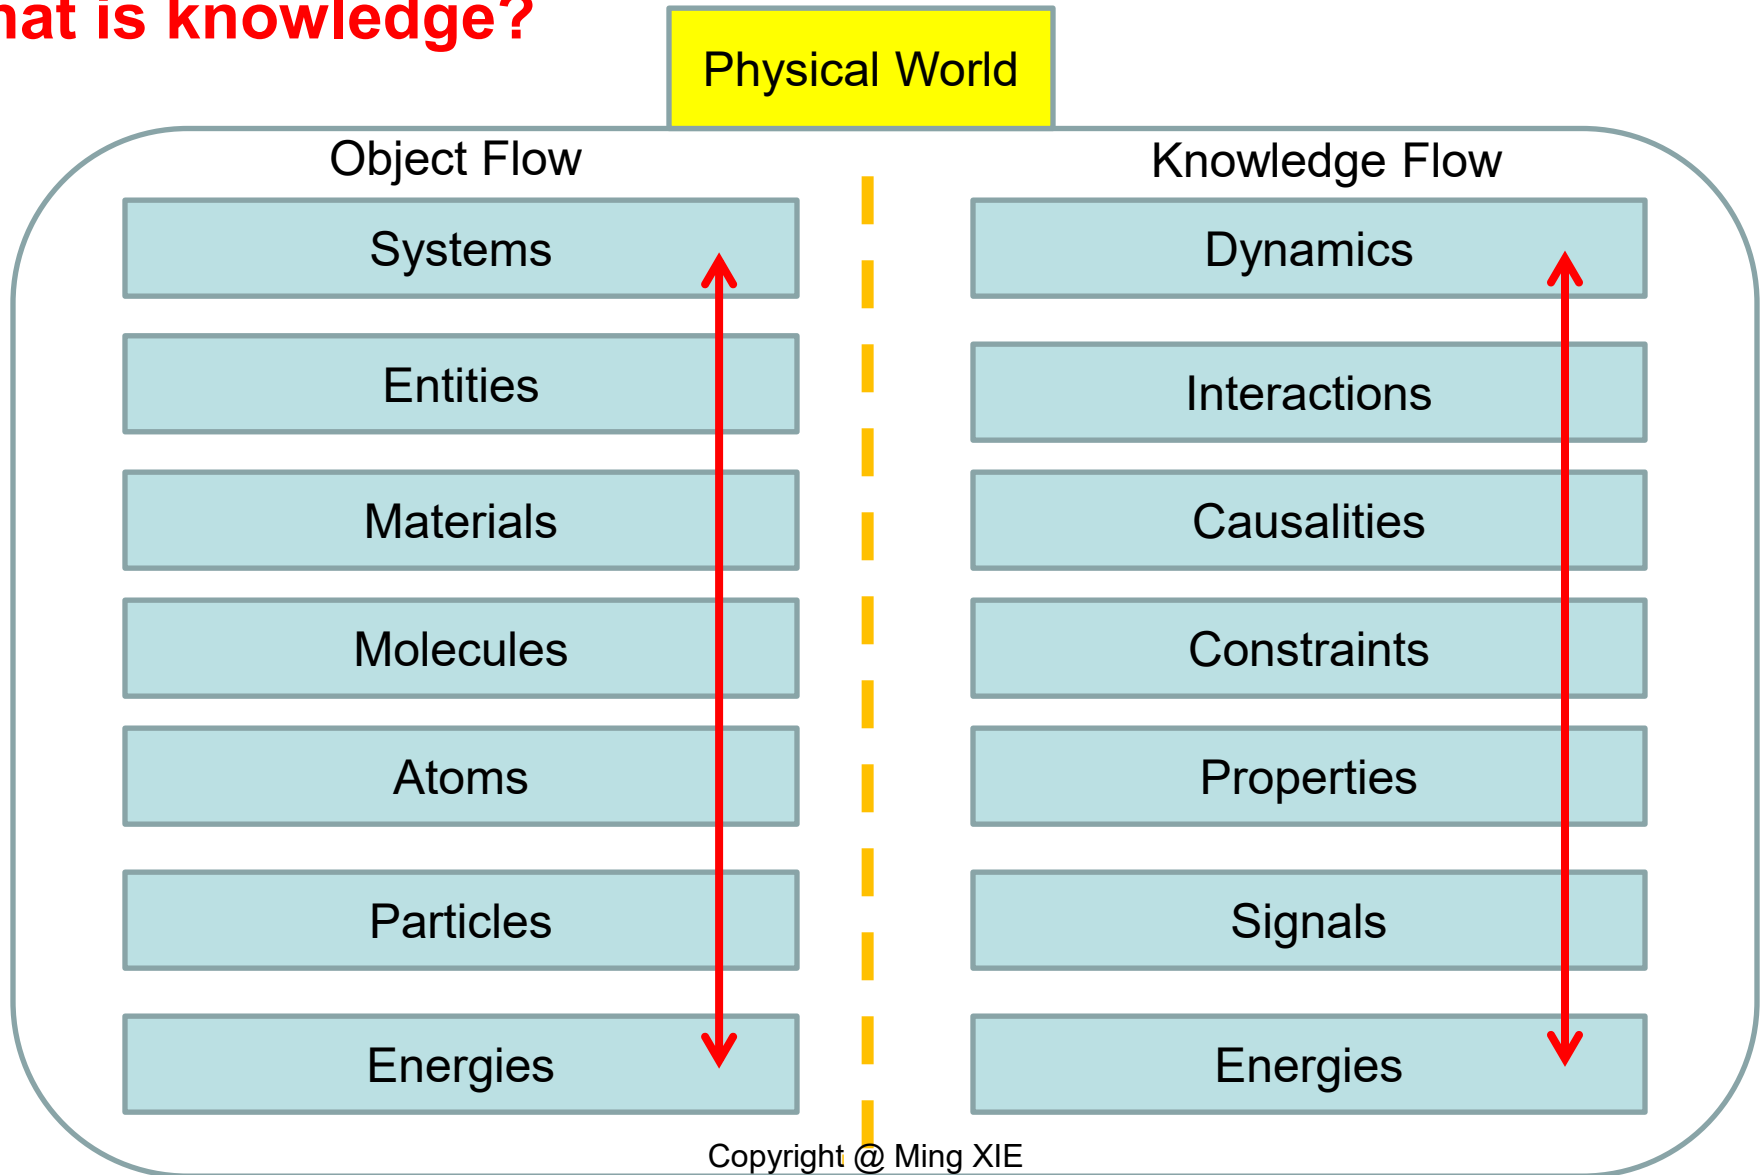 hat is knowledge?
Physical World
Object Flow
Systems
Entities
Materials
Molecules
Atoms
Particles
Energies
Knowledge Flow
Dynamics
Interactions
Causalities
Constraints
Properties
Signals
Energies
Copyright @ Ming XIE